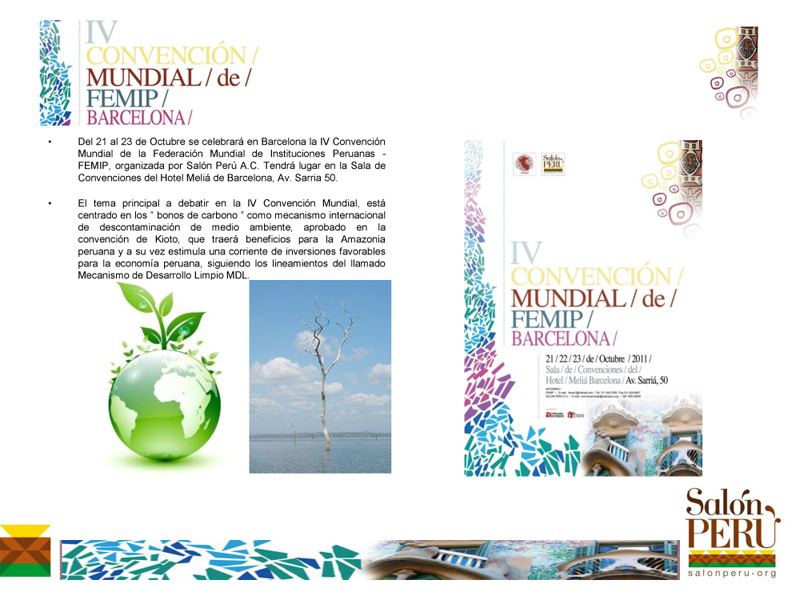 IV
CONVENCIÓN /
MUNDIAL / de /
FEMIP /
BARCELONA /
• Del 21 al 23 de Octubre se celebrará en Barcelona la IV Convención
Mundial de la Federación Mundial de Instituciones Peruanas -
FEMIP, organizada por Salón Perú A.C. Tendrá lugar en la Sala de
Convenciones del Hotel Meliá de Barcelona, Av. Sarria 50.
• El tema principal a debatir en la IV Convención Mundial, está
centrado en los " bonos de carbono " como mecanismo internacional
de descontaminación de medio ambiente, aprobado en la
convención de Kioto, que traerá beneficios para la Amazonia
peruana y a su vez estimula una corriente de inversiones favorables
para la economía peruana, siguiendo los lineamientos del llamado
Mecanismo de Desarrollo Limpio MDL.
Salón
PERÚ
IV
CONVENCIÓN /
MUNDIAL / de /
FEMIP /
BARCELONA /
21 / 22 / 23 / de / Octubre / 2011 /
Sala / de / Convenciones / del /
Hotel / Meliá Barcelona / Av. Sarriá, 50
Salón
PERÚ
salonperu.org